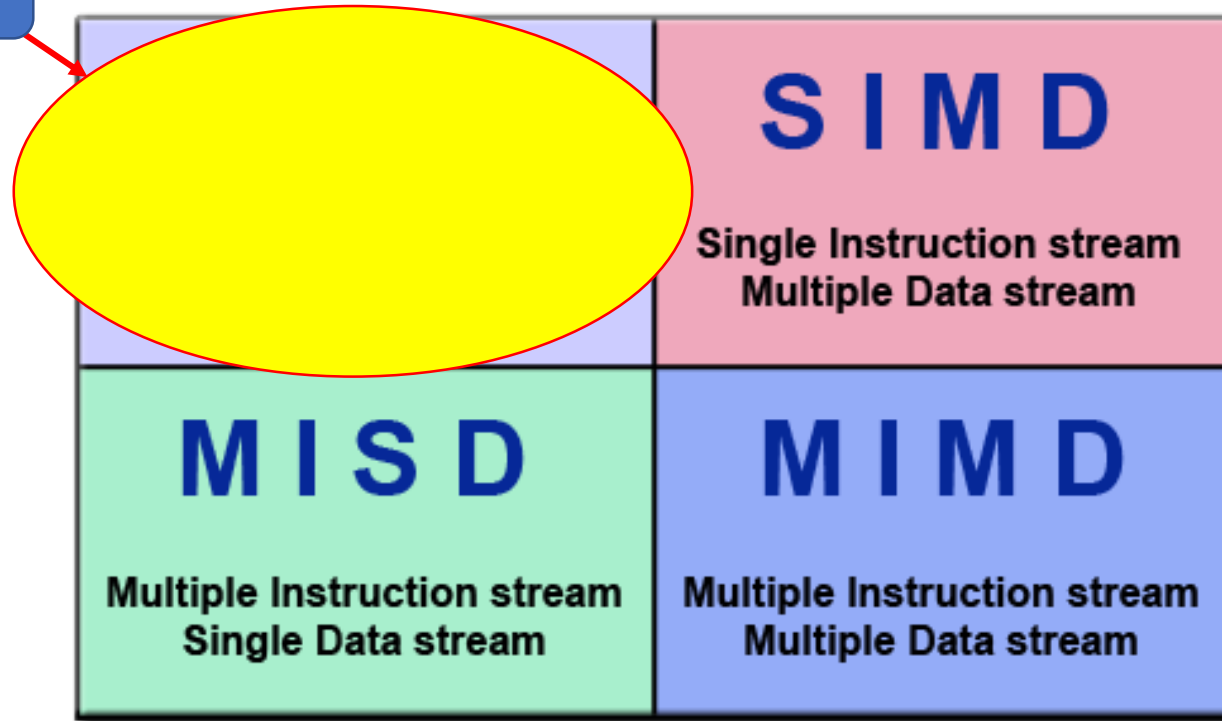 S I M D
Single Instruction stream
Multiple Data stream
M I S D
Multiple Instruction stream
Single Data stream
M I M D
Multiple Instruction stream
Multiple Data stream